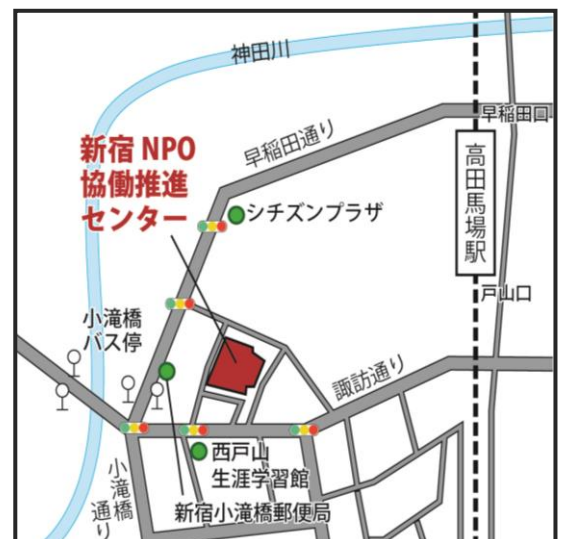 神田川
早稲田口
早稲田通り
新宿 NPO
協働推進
センター
高田馬場駅
シチズンプラザ
戸山口
小滝橋
バス停
諏訪通り
西戸山
生涯学習館
小滝橋通り
新宿小滝橋郵便局